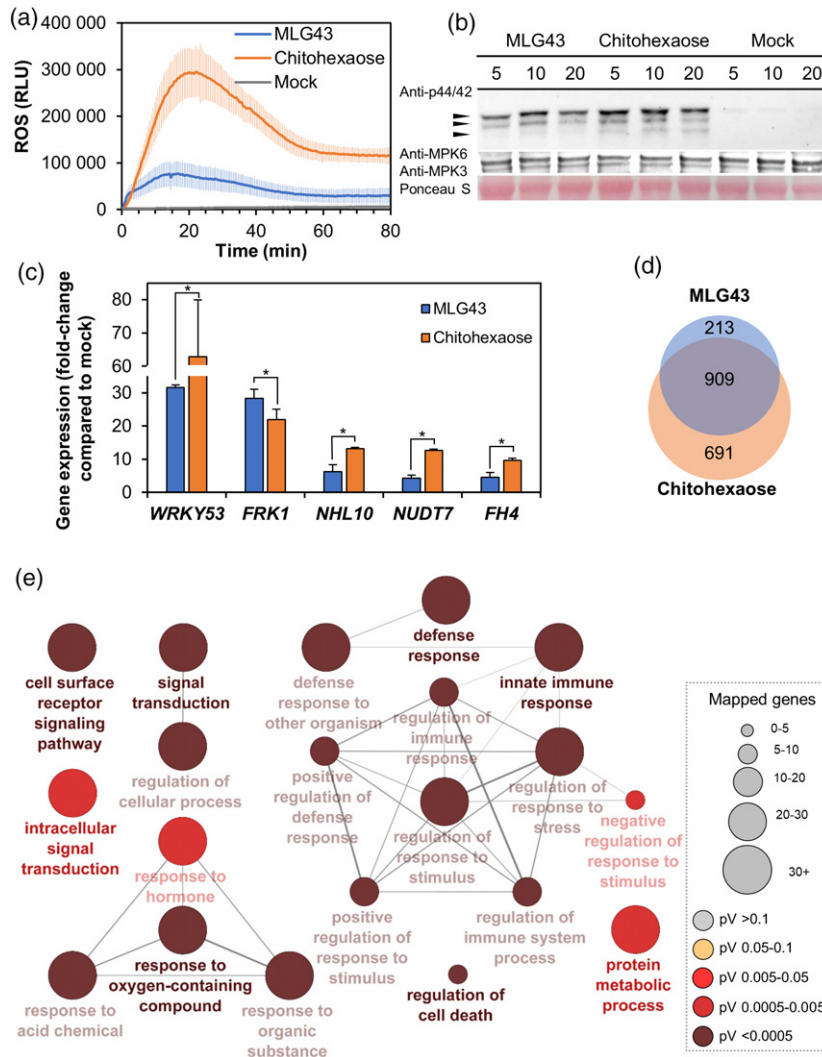 (a)
400 000
300 000
200 000
100 000
0
ROS (RLU)
MLG43
Chitohexaose
Mock
0 20 40 60 80
Time (min)
(b)
MLG43 Chitohexaose Mock
5 10 20 5 10 20 5 10 20
Anti-p44/42
Anti-MPK6
Anti-MPK3
Ponceau S
(c)
Gene expression (fold-change
compared to mock)
80
60
30
20
10
0
* * * * *
MLG43
Chitohexaose
WRKY53 FRK1 NHL10 NUDT7 FH4
(d)
MLG43
213
909
691
Chitohexaose
(e)
cell surface
receptor
signaling
pathway
signal
transduction
regulation of
cellular process
intracellular
signal
transduction
response to
hormone
response to
oxygen-containing
compound
response to
acid chemical
response to
organic
substance
defense
response
defense
response to
other organism
innate immune
response
regulation of
immune
response
positive
regulation of
defense
response
regulation of
response to
stress
regulation of
response to
stimulus
negative
regulation of
response to
stimulus
positive
regulation of
response to
stimulus
regulation of
immune system
process
regulation of
cell death
protein
metabolic
process
Mapped genes
0-5
5-10
10-20
20-30
30+
pV >0.1
pV 0.05-0.1
pV 0.005-0.05
pV 0.0005-0.005
pV <0.0005